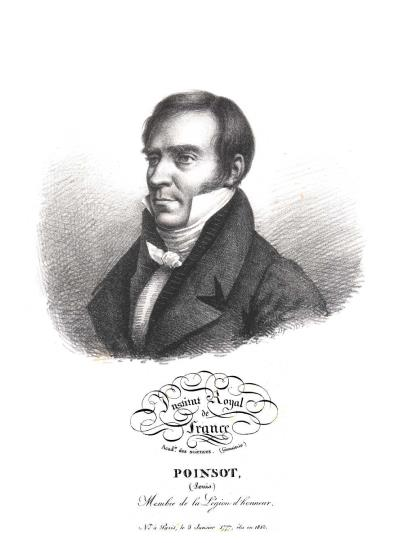 Institut Royal
de
France
Acad.ie des sciences. (Géométrie)
POINSOT,
(Louis)
Membre de la Légion d'honneur,
Né à Paris, le 3 Janvier 1777, élu en 1813.